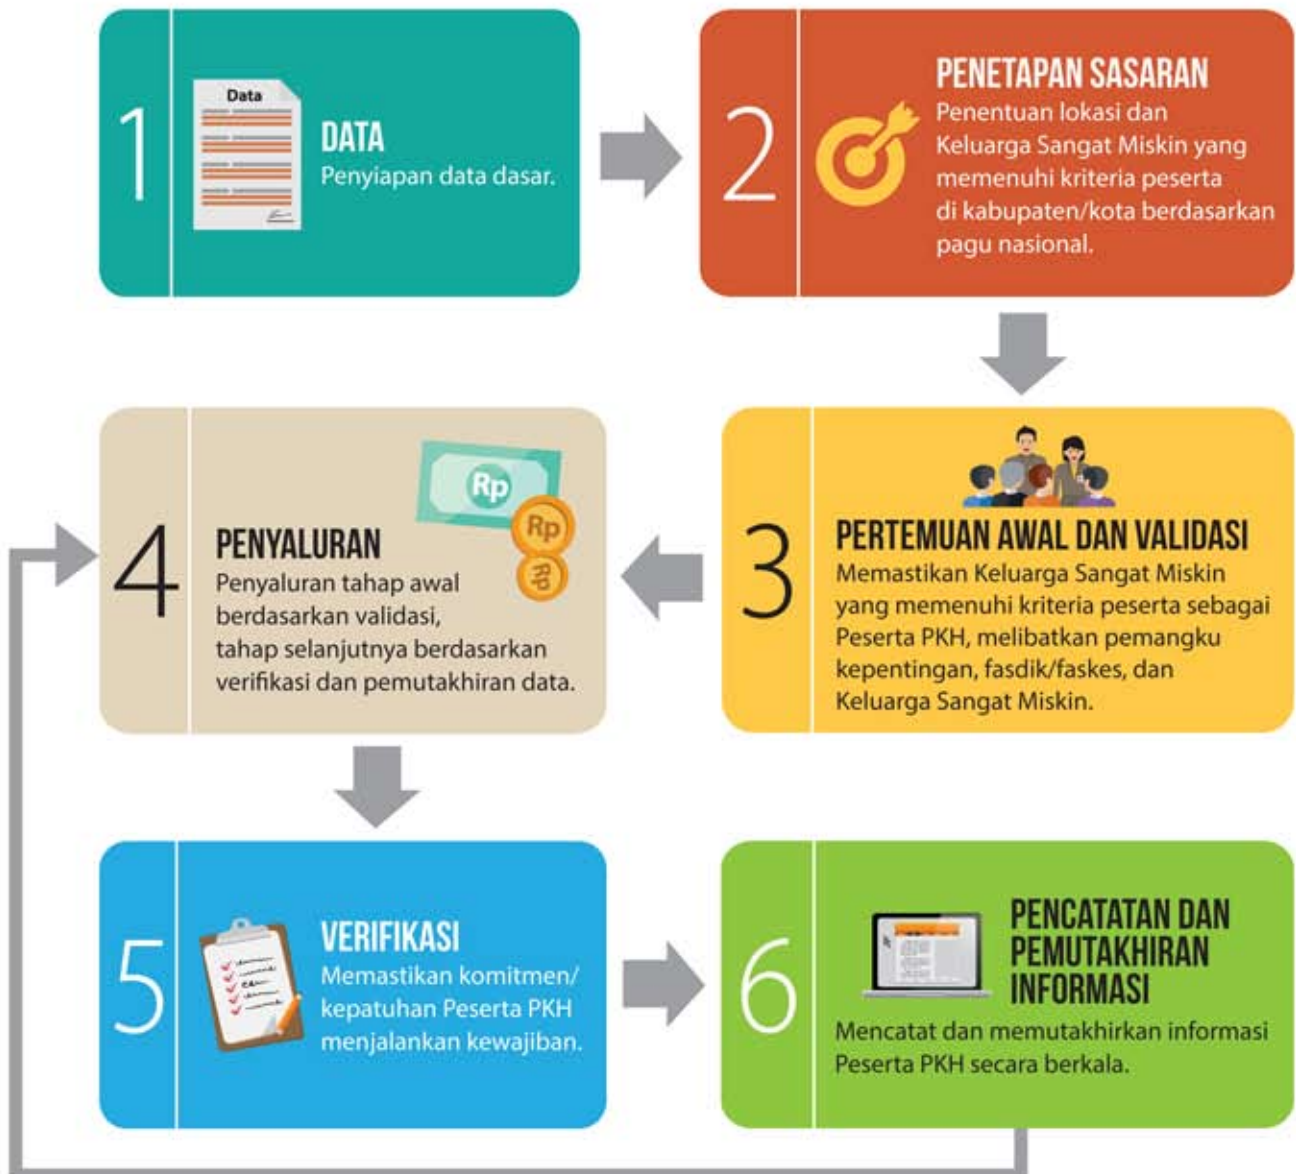 1
Data
DATA
Penyiapan data dasar.
2
PENETAPAN SASARAN
Penentuan lokasi dan
Keluarga Sangat Miskin yang
memenuhi kriteria peserta
di kabupaten/kota berdasarkan
pagu nasional.
3
PERTEMUAN AWAL DAN VALIDASI
Memastikan Keluarga Sangat Miskin
yang memenuhi kriteria peserta sebagai
Peserta PKH, melibatkan pemangku
kepentingan, fasdik/faskes, dan
Keluarga Sangat Miskin.
4
Rp
Rp
Rp
PENYALURAN
Penyaluran tahap awal
berdasarkan validasi,
tahap selanjutnya berdasarkan
verifikasi dan pemutakhiran data.
5
VERIFIKASI
Memastikan komitmen/
kepatuhan Peserta PKH
menjalankan kewajiban.
6
PENCATATAN DAN
PEMUTAKHIRAN
INFORMASI
Mencatat dan memutakhirkan informasi
Peserta PKH secara berkala.